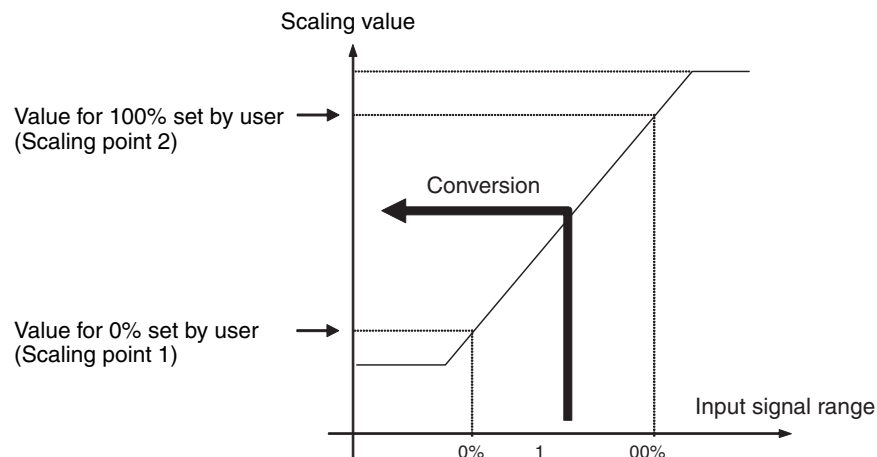 Scaling value
Value for 100% set by user
(Scaling point 2)
Conversion
Value for 0% set by user
(Scaling point 1)
Input signal range
0% 1 00%